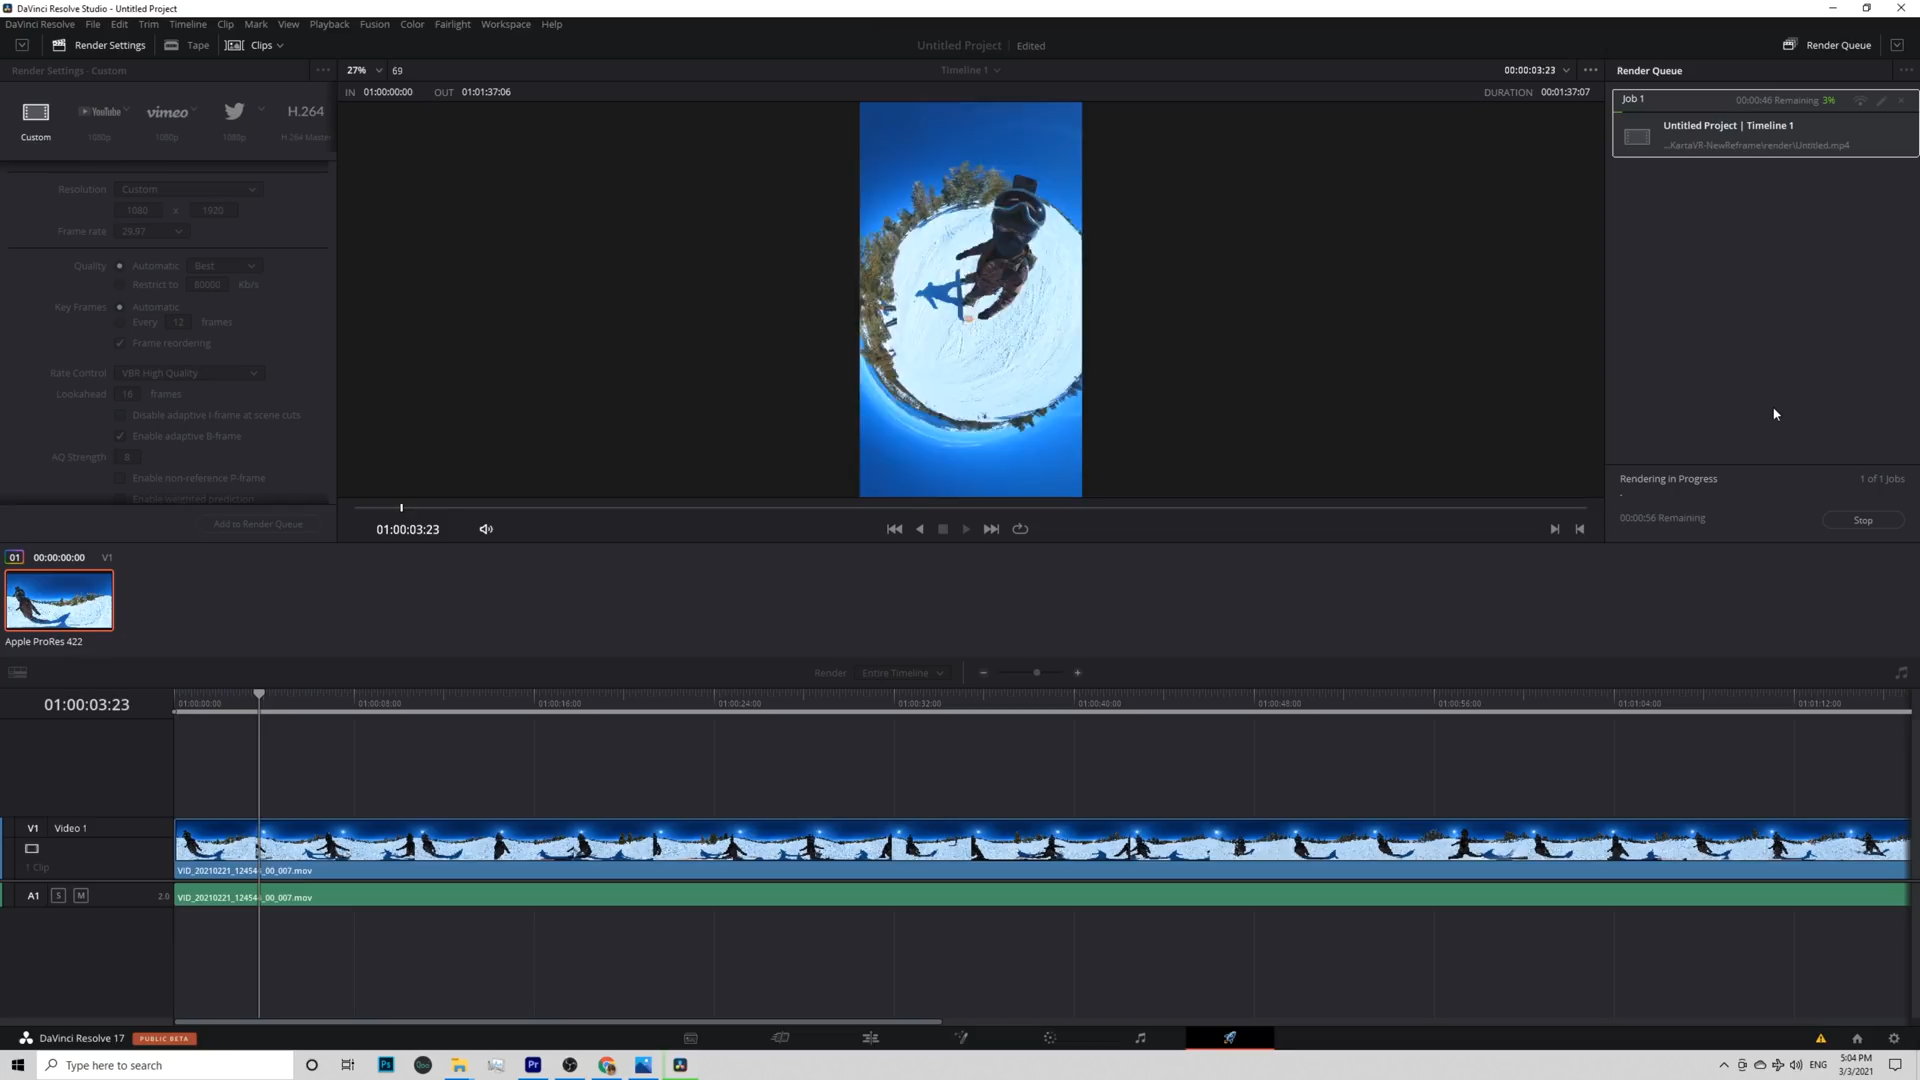 DaVinci Resolve Studio - Untitled Project
DaVinci Resolve File Edit Trim Timeline Clip Mark View Playback Fusion Color Fairlight Workspace Help
Render Settings Tape Clips Untitled Project Edited Render Queue
Render Settings - Custom 27% 69 Timeline 1 00:00:03:23 Render Queue
IN 01:00:00:00 OUT 01:01:37:06 DURATION 00:01:37:07
Job 1 00:00:46 Remaining 3%
Untitled Project | Timeline 1
...KartaVR-NewReframe\render\Untitled.mp4
YouTube vimeo H.264
Custom 1080p 1080p 1080p H.264 Mast
Resolution Custom
1080 x 1920
Frame rate 29.97
Quality Automatic Best
Restrict to 80000 Kb/s
Key Frames Automatic
Every 12 frames
Frame reordering
Rate Control VBR High Quality
Lookahead 16 frames
Disable adaptive I-frame at scene cuts
Enable adaptive B-frame
AQ Strength 8
Enable non-reference P-frame
Enable weighted prediction
Add to Render Queue
Rendering in Progress 1 of 1 Jobs
00:00:56 Remaining Stop
01:00:03:23
01 00:00:00:00 V1
Apple ProRes 422
Render Entire Timeline
01:00:03:23 01:00:00:00 01:00:08:00 01:00:16:00 01:00:24:00 01:00:32:00 01:00:40:00 01:00:48:00 01:00:56:00 01:01:04:00 01:01:12:00
V1 Video 1
1 Clip
VID_20210221_12454 _00_007.mov
A1 S M 2.0 VID_20210221_12454 _00_007.mov
DaVinci Resolve 17 PUBLIC BETA
Type here to search Ps Pr ENG 5:04 PM
3/3/2021